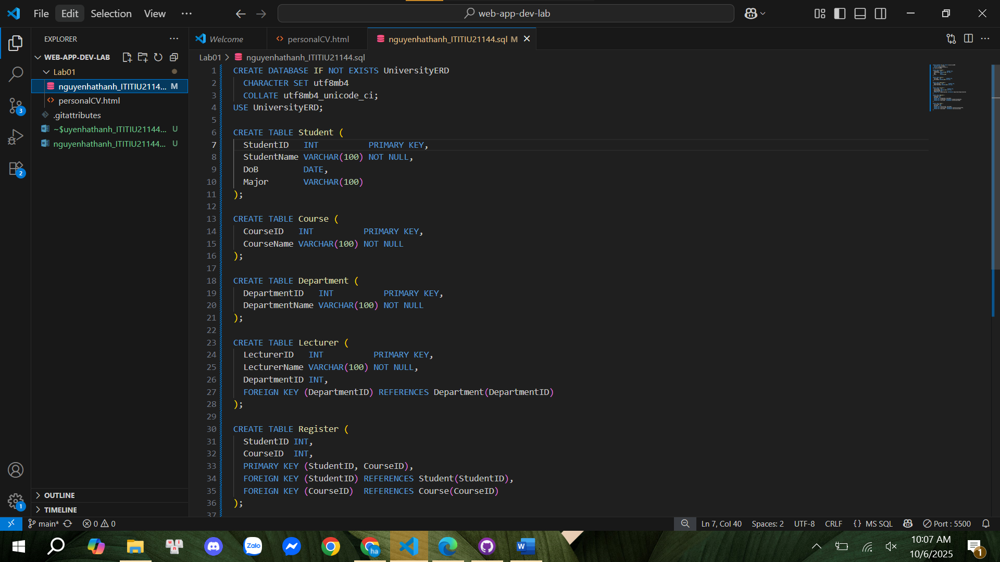 File Edit Selection View ···
web-app-dev-lab
EXPLORER
Welcome
personalCV.html
nguyenhathanh_ITITIU21144.sql M
WEB-APP-DEV-LAB
Lab01
nguyenhathanh_ITITIU2114... M
personalCV.html
.gitattributes
~$uyenhathanh_ITITIU21144... U
nguyenhathanh_ITITIU21144... U
3
2
OUTLINE
TIMELINE
1
Lab01 > nguyenhathanh_ITITIU21144.sql
1 CREATE DATABASE IF NOT EXISTS UniversityERD
2 CHARACTER SET utf8mb4
3 COLLATE utf8mb4_unicode_ci;
4 USE UniversityERD;
5
6 CREATE TABLE Student (
7 StudentID INT PRIMARY KEY,
8 StudentName VARCHAR(100) NOT NULL,
9 DoB DATE,
10 Major VARCHAR(100)
11 );
12
13 CREATE TABLE Course (
14 CourseID INT PRIMARY KEY,
15 CourseName VARCHAR(100) NOT NULL
16 );
17
18 CREATE TABLE Department (
19 DepartmentID INT PRIMARY KEY,
20 DepartmentName VARCHAR(100) NOT NULL
21 );
22
23 CREATE TABLE Lecturer (
24 LecturerID INT PRIMARY KEY,
25 LecturerName VARCHAR(100) NOT NULL,
26 DepartmentID INT,
27 FOREIGN KEY (DepartmentID) REFERENCES Department(DepartmentID)
28 );
29
30 CREATE TABLE Register (
31 StudentID INT,
32 CourseID INT,
33 PRIMARY KEY (StudentID, CourseID),
34 FOREIGN KEY (StudentID) REFERENCES Student(StudentID),
35 FOREIGN KEY (CourseID) REFERENCES Course(CourseID)
36 );
37
main* 0 0
Ln 7, Col 40 Spaces: 2 UTF-8 CRLF {} MS SQL Port : 5500
Zalo
ha
W
10:07 AM
10/6/2025
1